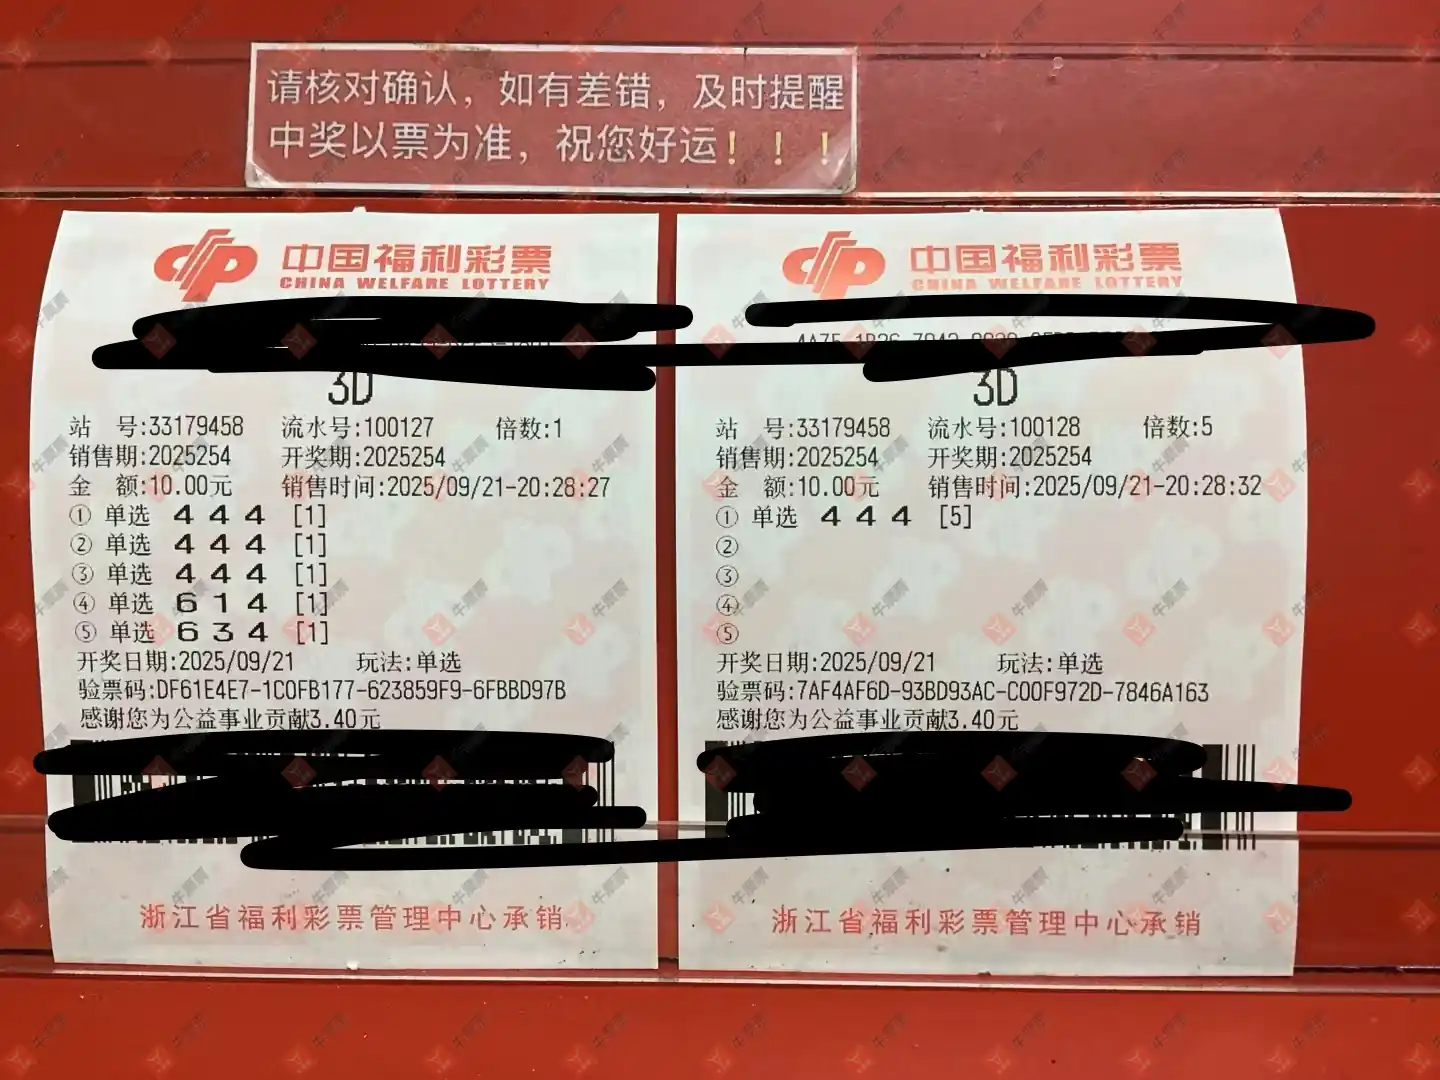 请核对确认，如有差错，及时提醒
中奖以票为准，祝您好运！！！
中国福利彩票
CHINA WELFARE LOTTERY
3D
站 号:33179458 流水号:100127 倍数:1
销售期:2025254 开奖期:2025254
金 额:10.00元 销售时间:2025/09/21-20:28:27
① 单选 4 4 4 [1]
② 单选 4 4 4 [1]
③ 单选 4 4 4 [1]
④ 单选 6 1 4 [1]
⑤ 单选 6 3 4 [1]
开奖日期:2025/09/21 玩法:单选
验票码:DF61E4E7-1C0FB177-623859F9-6FBBD97B
感谢您为公益事业贡献3.40元
浙江省福利彩票管理中心承销
中国福利彩票
CHINA WELFARE LOTTERY
3D
站 号:33179458 流水号:100128 倍数:5
销售期:2025254 开奖期:2025254
金 额:10.00元 销售时间:2025/09/21-20:28:32
① 单选 4 4 4 [5]
②
③
④
⑤
开奖日期:2025/09/21 玩法:单选
验票码:7AF4AF6D-93BD93AC-C00F972D-7846A163
感谢您为公益事业贡献3.40元
浙江省福利彩票管理中心承销